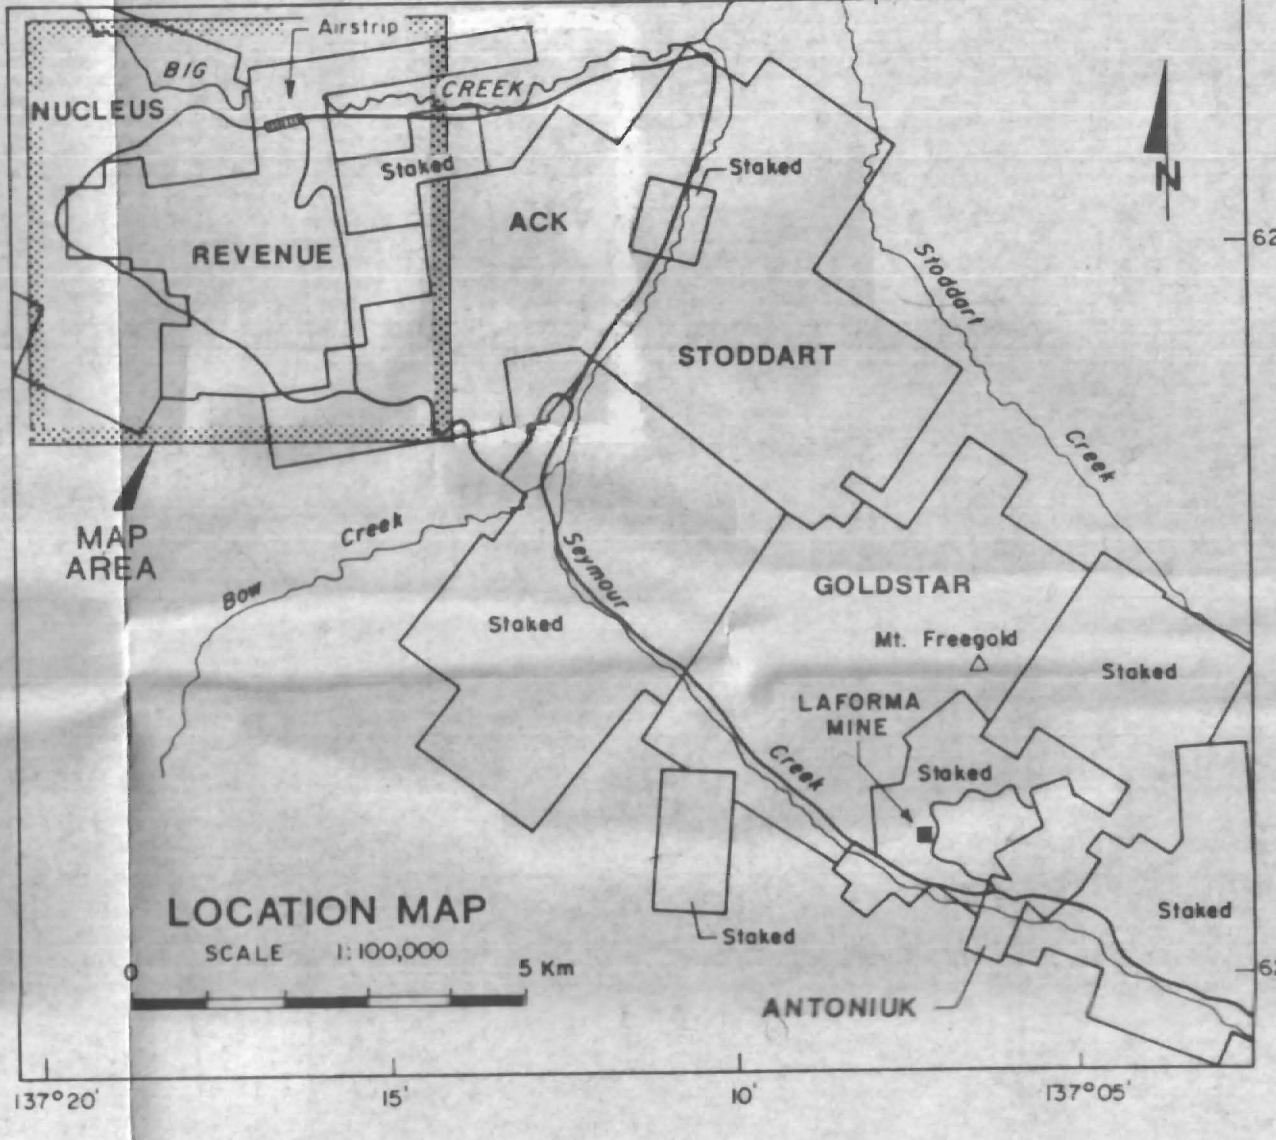 Airstrip
BIG
CREEK
NUCLEUS
Staked
Staked
N
ACK
REVENUE
62
Stoddart
STODDART
Creek
Creek
MAP
AREA
Bow
Seymour
GOLDSTAR
Staked
Mt. Freegold
Staked
LAFORMA
MINE
Creek
Staked
LOCATION MAP
Staked
SCALE 1:100,000
Staked
0
5 Km
62
ANTONIUK
137°20'
15'
10'
137°05'